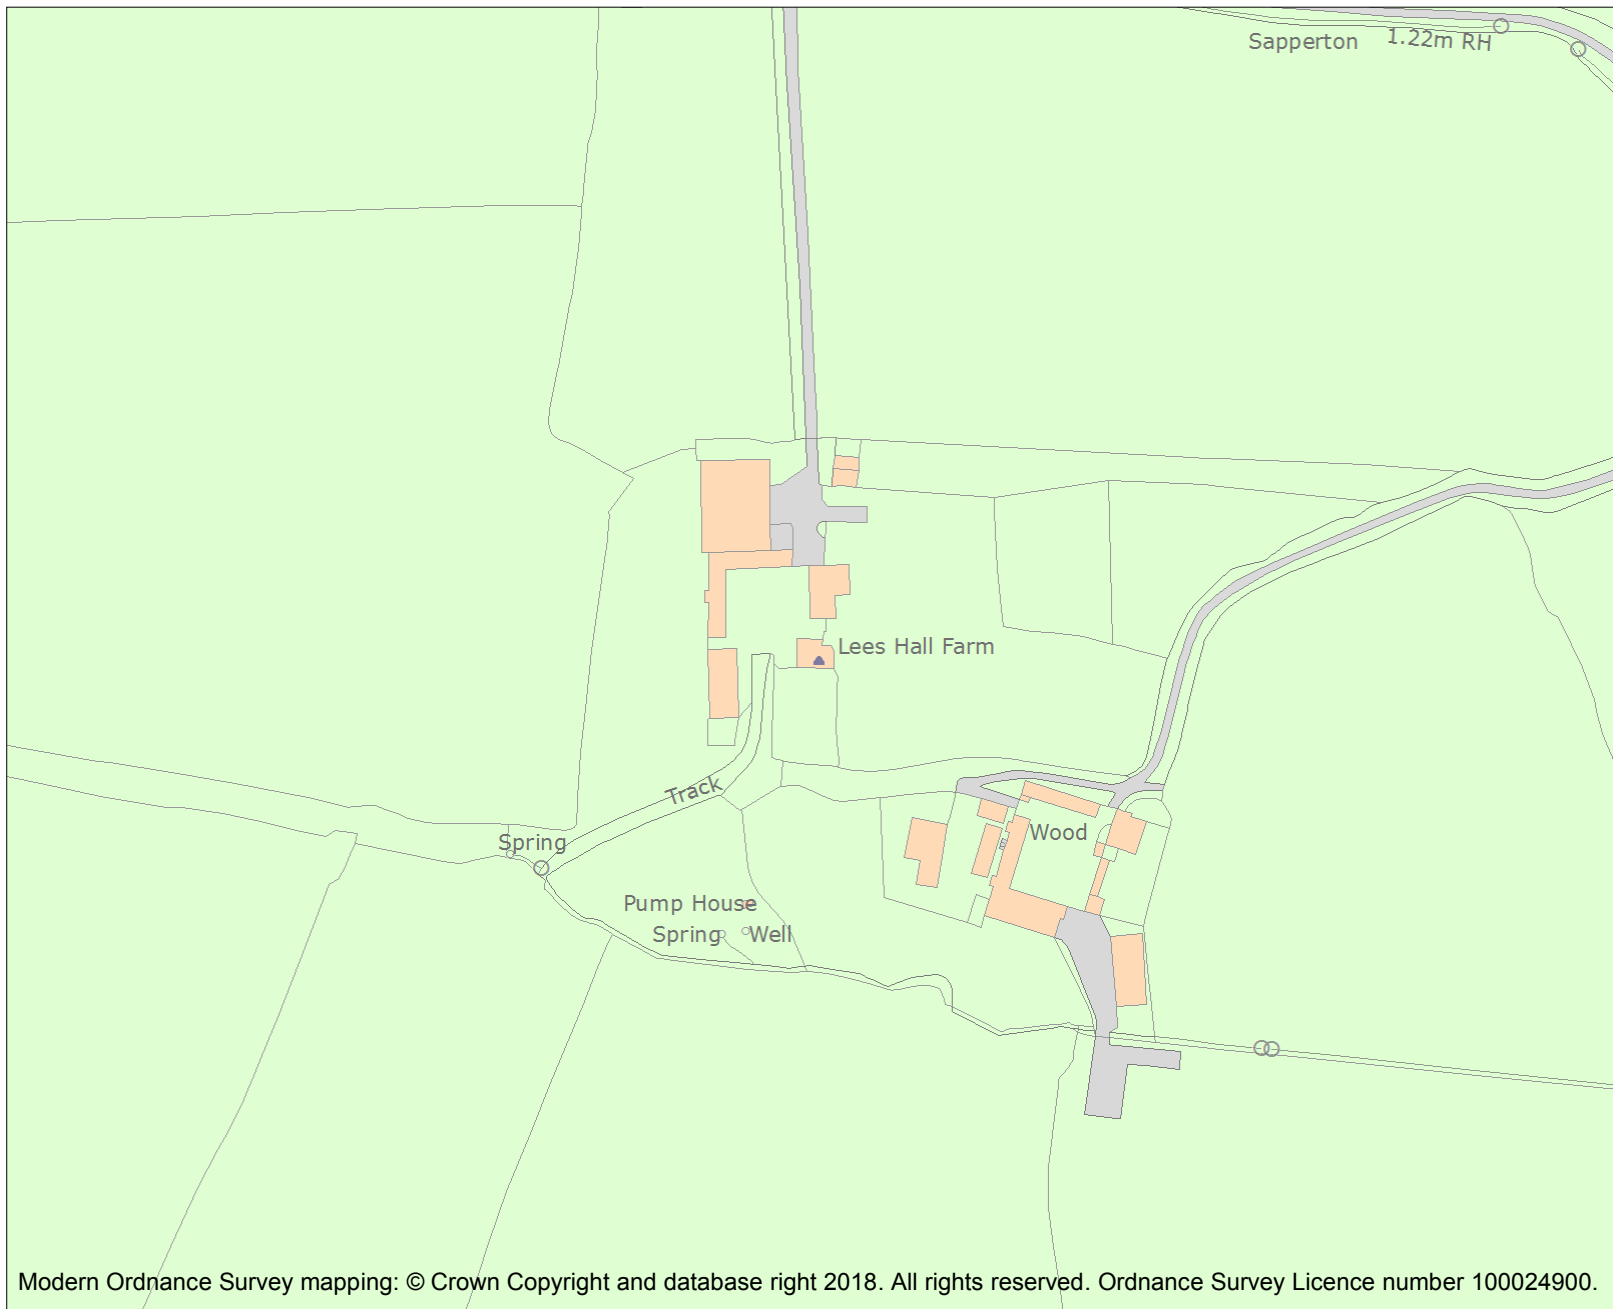 Sapperton
1.22m RH
Lees Hall Farm
Track
Spring
Wood
Pump House
Spring
Well
Modern Ordnance Survey mapping: © Crown Copyright and database right 2018. All rights reserved. Ordnance Survey Licence number 100024900.